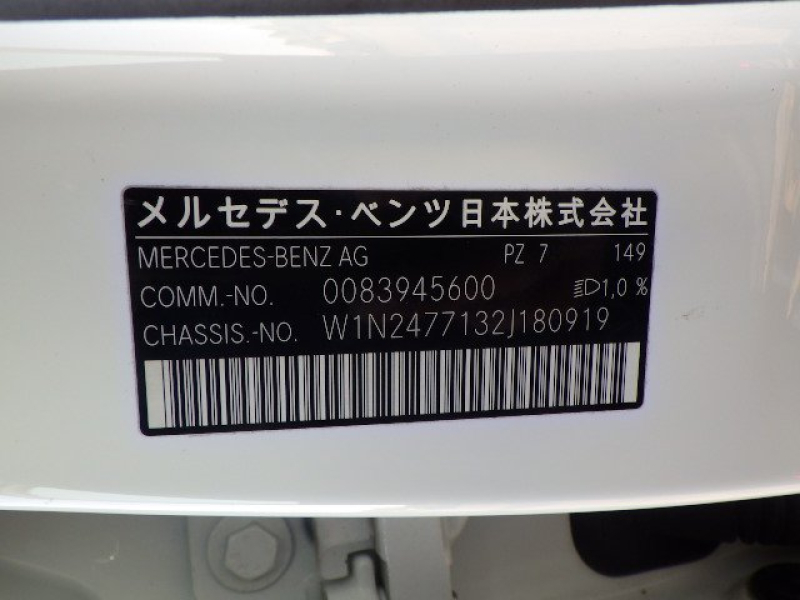 メルセデス・ベンツ日本株式会社
MERCEDES-BENZ AG PZ 7 149
COMM.-NO. 0083945600 1,0 %
CHASSIS.-NO. W1N2477132J180919